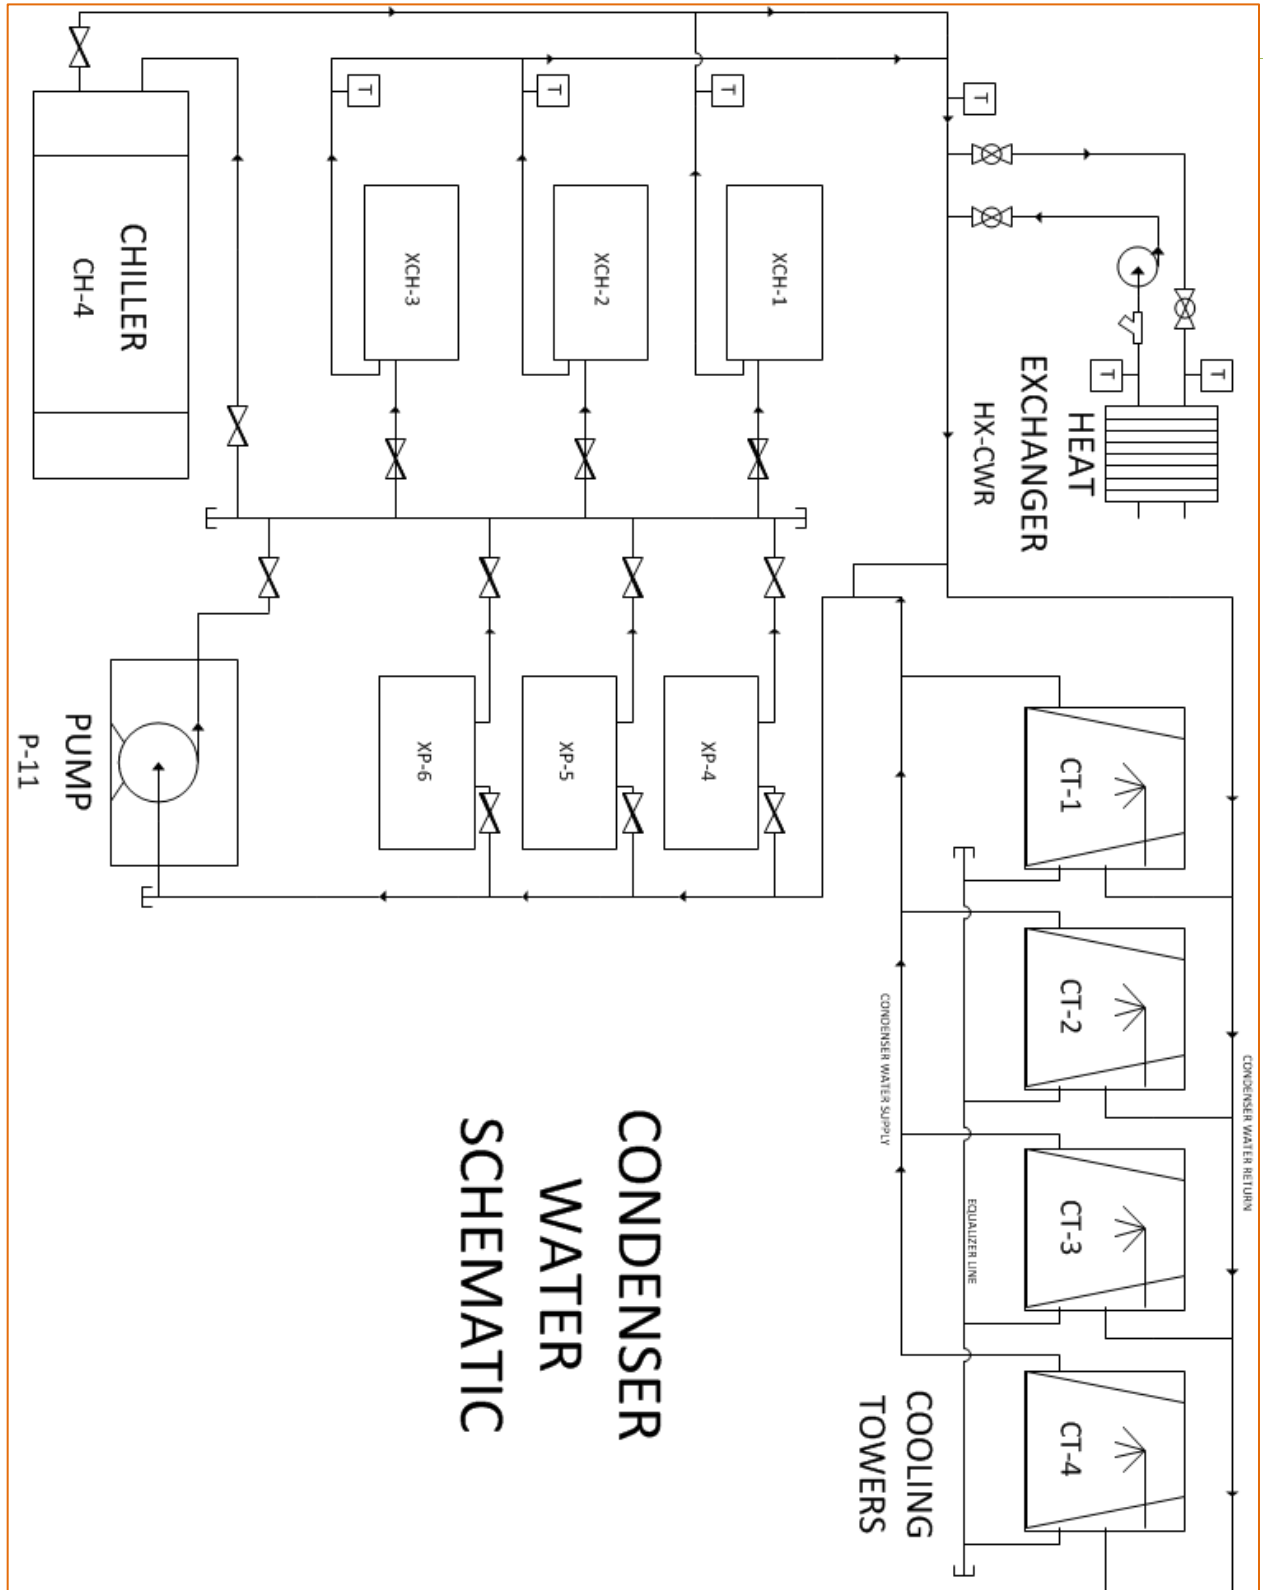 CONDENSER WATER RETURN
CT-1
CT-2
CT-3
CT-4
EQUALIZER LINE
CONDENSER WATER SUPPLY
COOLING
TOWERS
T
T
T
HEAT
EXCHANGER
HX-CWR
T
T
T
XCH-1
XCH-2
XCH-3
CHILLER
CH-4
XP-4
XP-5
XP-6
PUMP
P-11
CONDENSER
WATER
SCHEMATIC